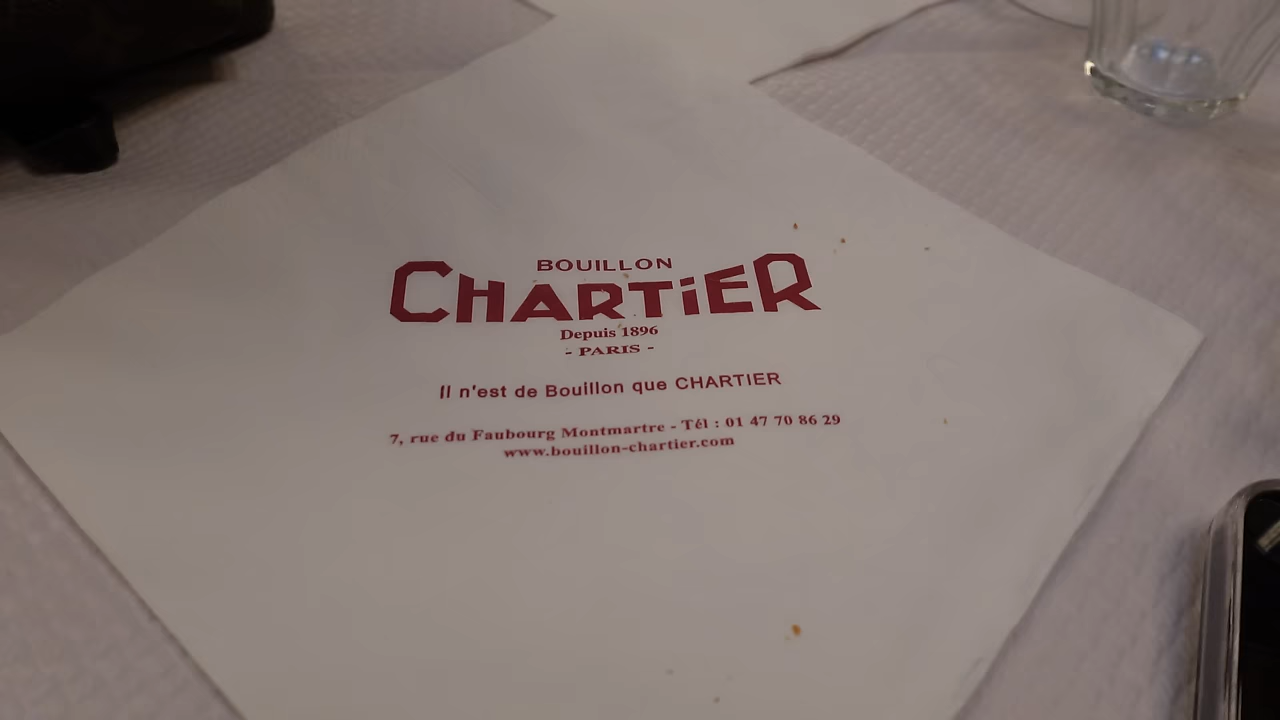 BOUILLON
CHARTiER
Depuis 1896
- PARIS -
Il n'est de Bouillon que CHARTIER
7, rue du Faubourg Montmartre - Tél : 01 47 70 86 29
www.bouillon-chartier.com